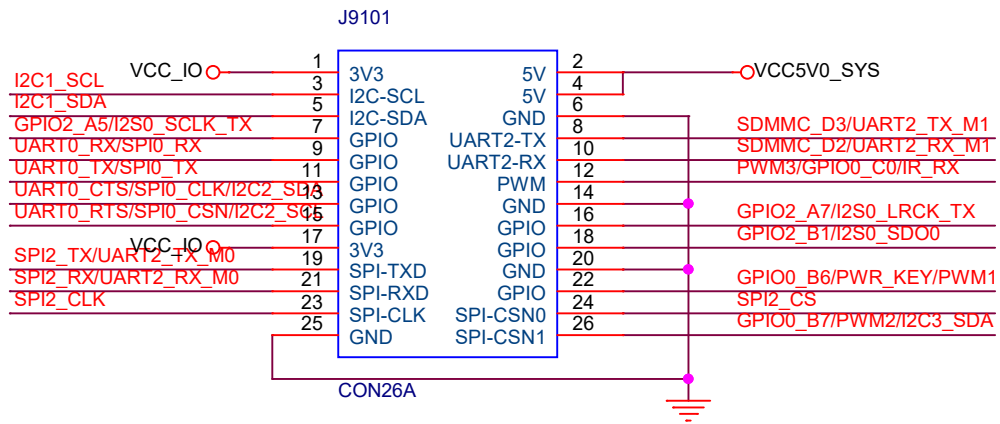 J9101
1 3V3 5V 2
VCC_IO VCC5V0_SYS
3 I2C-SCL 5V 4
I2C1_SCL
5 I2C-SDA GND 6
I2C1_SDA
7 GPIO UART2-TX 8
GPIO2_A5/I2S0_SCLK_TX SDMMC_D3/UART2_TX_M1
9 GPIO UART2-RX 10
UART0_RX/SPI0_RX SDMMC_D2/UART2_RX_M1
11 GPIO PWM 12
UART0_TX/SPI0_TX PWM3/GPIO0_C0/IR_RX
13 GPIO GND 14
UART0_CTS/SPI0_CLK/I2C2_SDA
15 GPIO GPIO 16
UART0_RTS/SPI0_CSN/I2C2_SCL GPIO2_A7/I2S0_LRCK_TX
17 3V3 GPIO 18
VCC_IO GPIO2_B1/I2S0_SDO0
19 SPI-TXD GND 20
SPI2_TX/UART2_TX_M0
21 SPI-RXD GPIO 22
SPI2_RX/UART2_RX_M0 GPIO0_B6/PWR_KEY/PWM1
23 SPI-CLK SPI-CSN0 24
SPI2_CLK SPI2_CS
25 GND SPI-CSN1 26
GPIO0_B7/PWM2/I2C3_SDA
CON26A